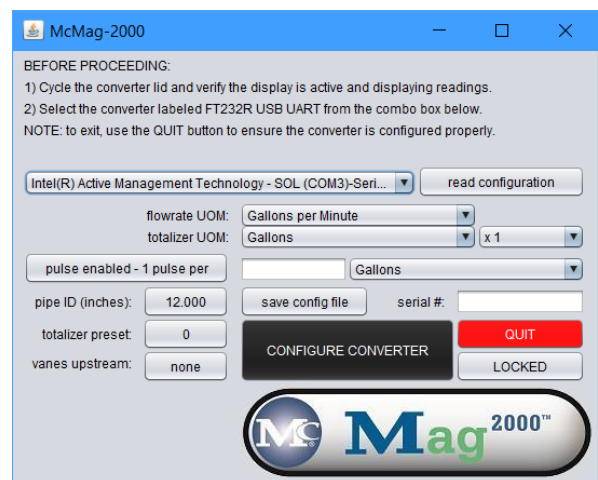 McMag-2000
BEFORE PROCEEDING:
1) Cycle the converter lid and verify the display is active and displaying readings.
2) Select the converter labeled FT232R USB UART from the combo box below.
NOTE: to exit, use the QUIT button to ensure the converter is configured properly.
Intel(R) Active Management Technology - SOL (COM3)-Seri... read configuration
flowrate UOM: Gallons per Minute
totalizer UOM: Gallons x 1
pulse enabled - 1 pulse per Gallons
pipe ID (inches): 12.000 save config file serial #:
totalizer preset: 0 CONFIGURE CONVERTER QUIT
vanes upstream: none LOCKED
Mc Mag 2000™